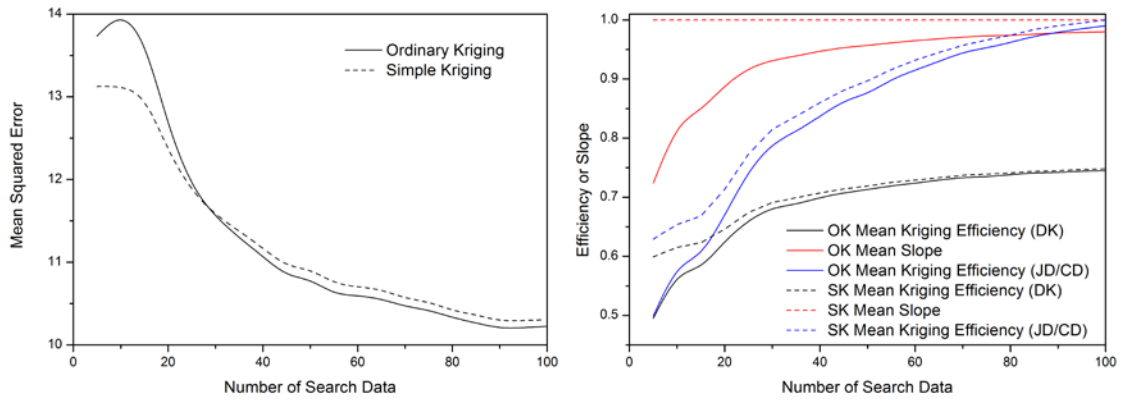 14
13
12
11
10
Mean Squared Error
0
20
40
60
80
100
Number of Search Data
Ordinary Kriging
Simple Kriging
1.0
0.9
0.8
0.7
0.6
0.5
Efficiency or Slope
0
20
40
60
80
100
Number of Search Data
OK Mean Kriging Efficiency (DK)
OK Mean Slope
OK Mean Kriging Efficiency (JD/CD)
SK Mean Kriging Efficiency (DK)
SK Mean Slope
SK Mean Kriging Efficiency (JD/CD)